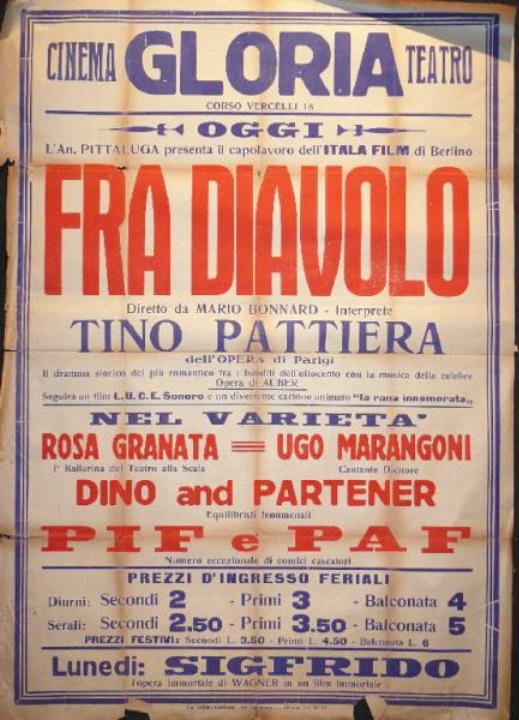 CINEMA GLORIA TEATRO
CORSO VERCELLI 18
OGGI
L'An. PITTALUGA presenta il capolavoro dell'ITALA FILM di Berlino
FRA DIAVOLO
Diretto da MARIO BONNARD - Interprete
TINO PATTIERA
dell'OPERA di Parigi
Il dramma storico del più romantico fra i banditi dell'ottocento con la musica della celebre
Opera di AUBER
Seguirà un film L.U.C.E. Sonoro e un divertente cartone animato "la rana innamorata„
NEL VARIETA'
ROSA GRANATA = UGO MARANGONI
1ª Ballerina del Teatro alla Scala Cantante Dicitore
DINO and PARTENER
Equilibristi fenomenali
PIF e PAF
Numero eccezionale di comici cascatori
PREZZI D'INGRESSO FERIALI
Diurni: Secondi 2 - Primi 3 - Balconata 4
Serali: Secondi 2.50 - Primi 3.50 - Balconata 5
PREZZI FESTIVI: Secondi L. 3.50 - Primi L. 4.50 - Balconata L. 6
Lunedì: SIGFRIDO
l'opera immortale di WAGNER in un film immortale